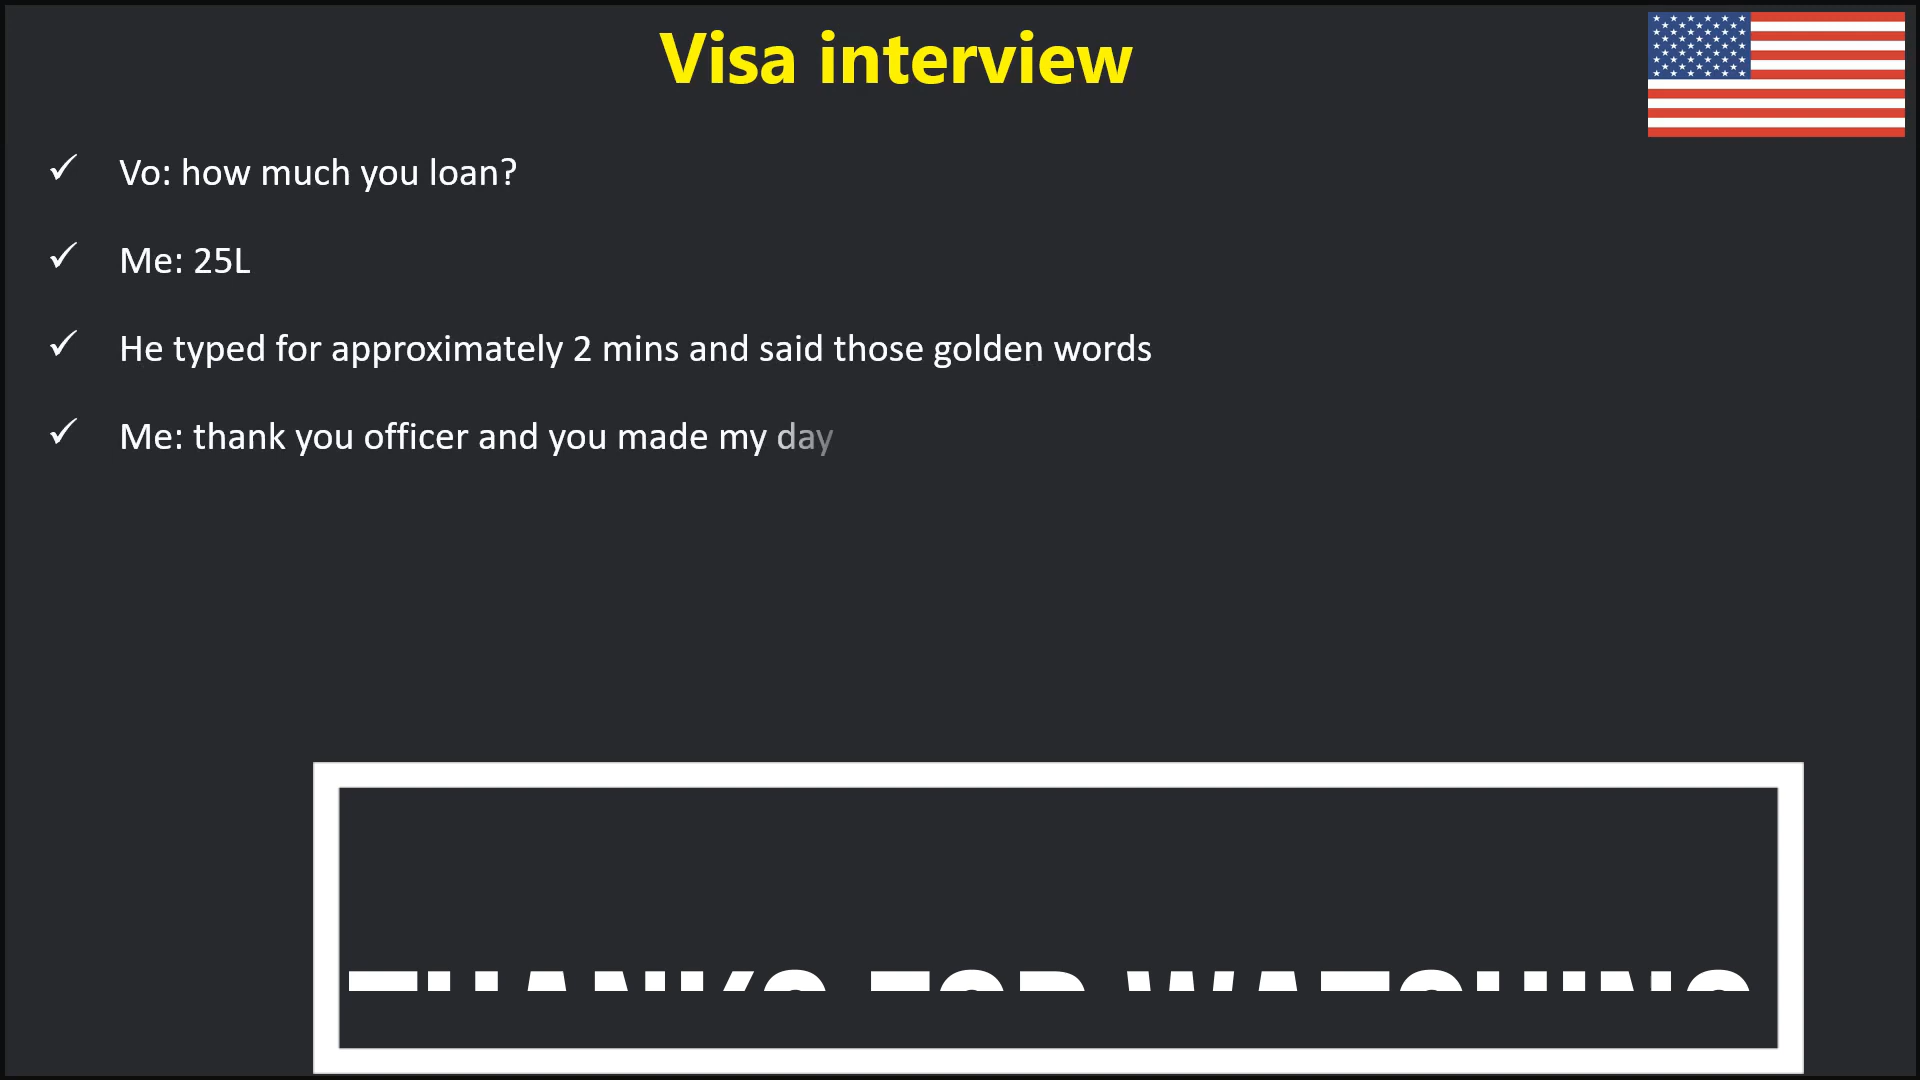 Visa interview
Vo: how much you loan?
Me: 25L
He typed for approximately 2 mins and said those golden words
Me: thank you officer and you made my day
THANKS FOR WATCHING